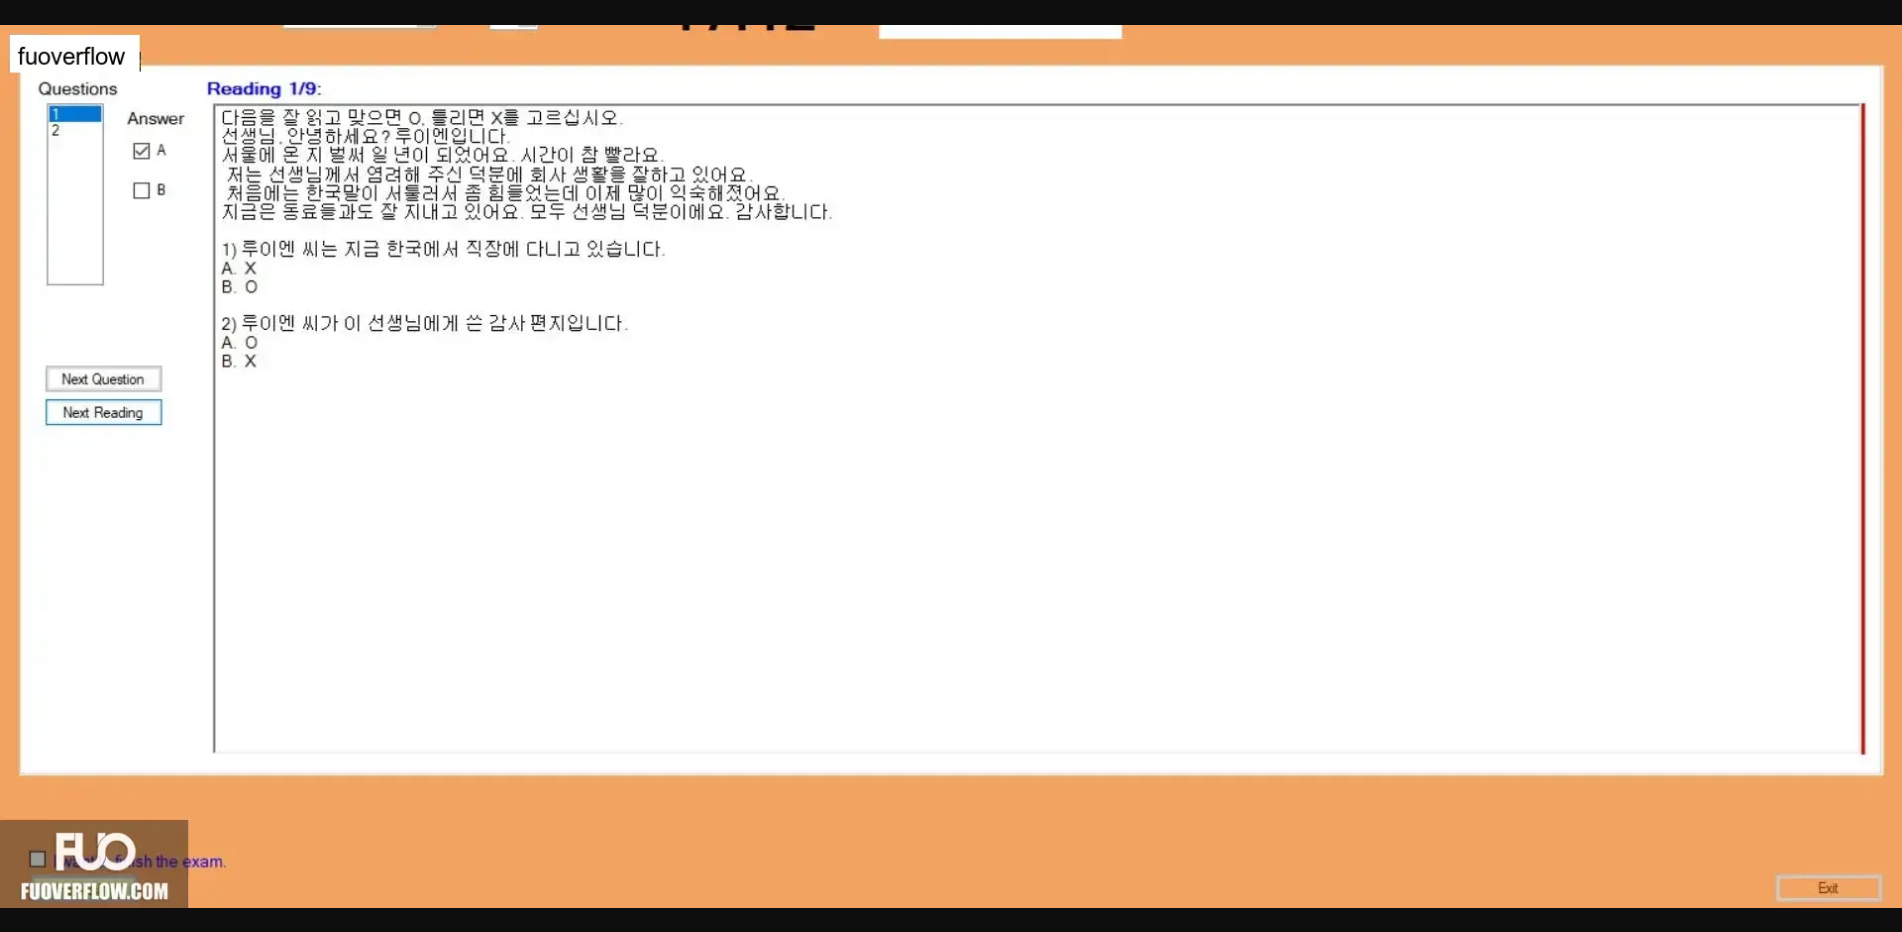 fuoverflow
Questions
Reading 1/9:
1
2
Answer
A
B
다음을 잘 읽고 맞으면 O, 틀리면 X를 고르십시오.
선생님, 안녕하세요? 루이엔입니다.
서울에 온 지 벌써 일 년이 되었어요. 시간이 참 빨라요.
저는 선생님께서 염려해 주신 덕분에 회사 생활을 잘하고 있어요.
처음에는 한국말이 서툴러서 좀 힘들었는데 이제 많이 익숙해졌어요.
지금은 동료들과도 잘 지내고 있어요. 모두 선생님 덕분이에요. 감사합니다.
1) 루이엔 씨는 지금 한국에서 직장에 다니고 있습니다.
A. X
B. O
2) 루이엔 씨가 이 선생님에게 쓴 감사 편지입니다.
A. O
B. X
Next Question
Next Reading
FUO
the exam.
FUOVERFLOW.COM
Exit